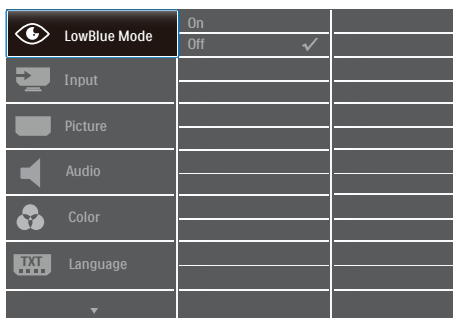 LowBlue Mode
On
Off
Input
Picture
Audio
Color
TXT
Language